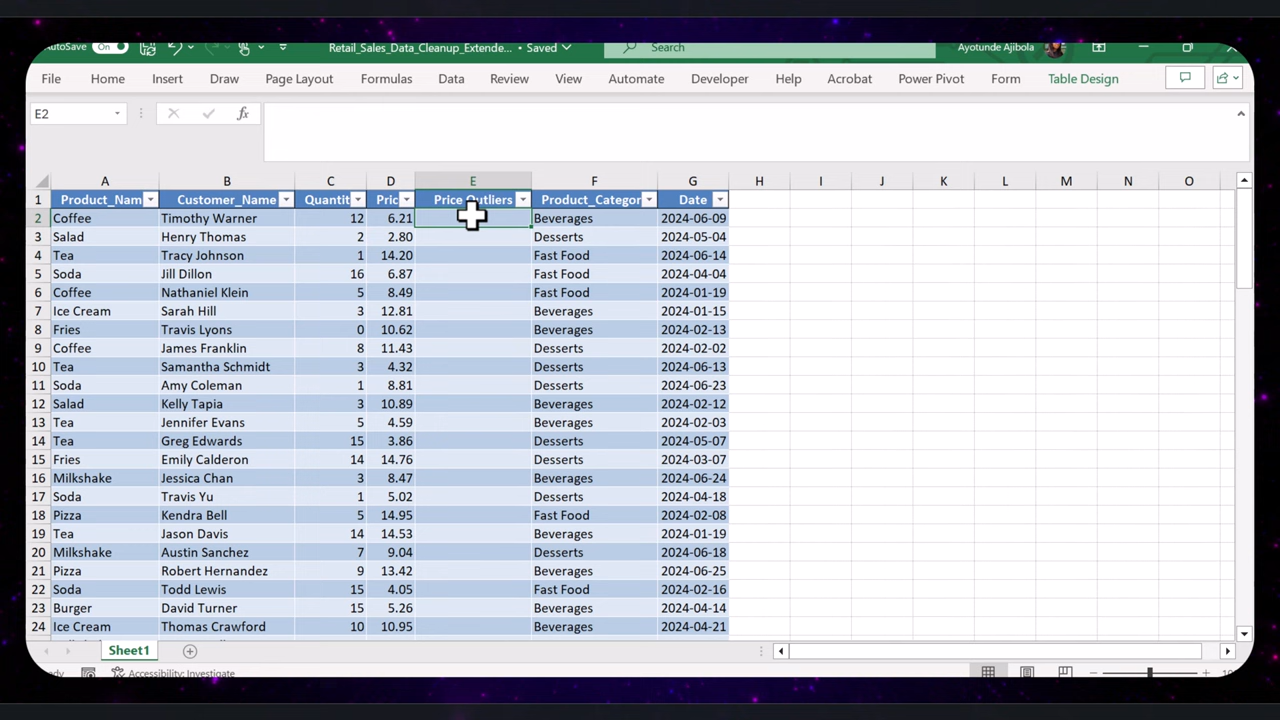 AutoSave On Retail_Sales_Data_Cleanup_Extende... • Saved Search Ayotunde Ajibola
File Home Insert Draw Page Layout Formulas Data Review View Automate Developer Help Acrobat Power Pivot Form Table Design
E2 fx
A B C D E F G H I J K L M N O
1 Product_Nam Customer_Name Quantit Pric Price Outliers Product_Categor Date
2 Coffee Timothy Warner 12 6.21 Beverages 2024-06-09
3 Salad Henry Thomas 2 2.80 Desserts 2024-05-04
4 Tea Tracy Johnson 1 14.20 Fast Food 2024-06-14
5 Soda Jill Dillon 16 6.87 Fast Food 2024-04-04
6 Coffee Nathaniel Klein 5 8.49 Fast Food 2024-01-19
7 Ice Cream Sarah Hill 3 12.81 Beverages 2024-01-15
8 Fries Travis Lyons 0 10.62 Beverages 2024-02-13
9 Coffee James Franklin 8 11.43 Desserts 2024-02-02
10 Tea Samantha Schmidt 3 4.32 Desserts 2024-06-13
11 Soda Amy Coleman 1 8.81 Desserts 2024-06-23
12 Salad Kelly Tapia 3 10.89 Beverages 2024-02-12
13 Tea Jennifer Evans 5 4.59 Beverages 2024-02-03
14 Tea Greg Edwards 15 3.86 Desserts 2024-05-07
15 Fries Emily Calderon 14 14.76 Desserts 2024-03-07
16 Milkshake Jessica Chan 3 8.47 Beverages 2024-06-24
17 Soda Travis Yu 1 5.02 Desserts 2024-04-18
18 Pizza Kendra Bell 5 14.95 Fast Food 2024-02-08
19 Tea Jason Davis 14 14.53 Beverages 2024-01-19
20 Milkshake Austin Sanchez 7 9.04 Desserts 2024-06-18
21 Pizza Robert Hernandez 9 13.42 Beverages 2024-06-25
22 Soda Todd Lewis 15 4.05 Fast Food 2024-02-16
23 Burger David Turner 15 5.26 Beverages 2024-04-14
24 Ice Cream Thomas Crawford 10 10.95 Beverages 2024-04-21
Sheet1
Accessibility: Investigate